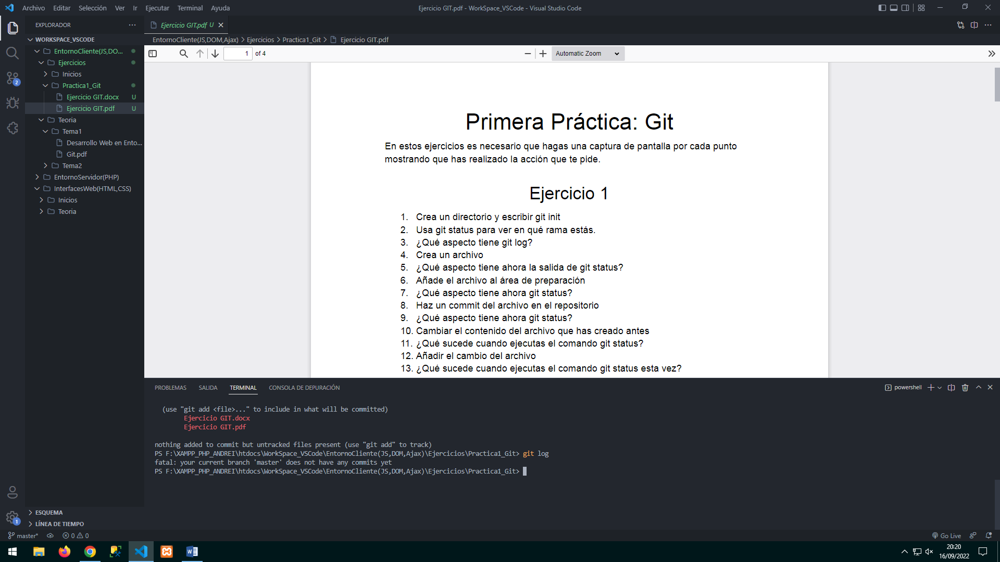 Archivo Editar Selección Ver Ir Ejecutar Terminal Ayuda
Ejercicio GIT.pdf - WorkSpace_VSCode - Visual Studio Code
EXPLORADOR
Ejercicio GIT.pdf U
WORKSPACE_VSCODE
EntornoCliente(JS,DOM,Ajax) Ejercicios Practica1_Git Ejercicio GIT.pdf
EntornoCliente(JS,DO...
Ejercicios
Inicios
Practica1_Git
Ejercicio GIT.docx U
Ejercicio GIT.pdf U
Teoria
Tema1
Desarrollo Web en Ento...
Git.pdf
Tema2
EntornoServidor(PHP)
InterfacesWeb(HTML,CSS)
Inicios
Teoria
2
1 of 4
Automatic Zoom
Primera Práctica: Git
En estos ejercicios es necesario que hagas una captura de pantalla por cada punto
mostrando que has realizado la acción que te pide.
Ejercicio 1
1. Crea un directorio y escribir git init
2. Usa git status para ver en qué rama estás.
3. ¿Qué aspecto tiene git log?
4. Crea un archivo
5. ¿Qué aspecto tiene ahora la salida de git status?
6. Añade el archivo al área de preparación
7. ¿Qué aspecto tiene ahora git status?
8. Haz un commit del archivo en el repositorio
9. ¿Qué aspecto tiene ahora git status?
10. Cambiar el contenido del archivo que has creado antes
11. ¿Qué sucede cuando ejecutas el comando git status?
12. Añadir el cambio del archivo
13. ¿Qué sucede cuando ejecutas el comando git status esta vez?
PROBLEMAS SALIDA TERMINAL CONSOLA DE DEPURACIÓN
powershell
(use "git add <file>..." to include in what will be committed)
Ejercicio GIT.docx
Ejercicio GIT.pdf
nothing added to commit but untracked files present (use "git add" to track)
PS F:\XAMPP_PHP_ANDREI\htdocs\WorkSpace_VSCode\EntornoCliente(JS,DOM,Ajax)\Ejercicios\Practica1_Git> git log
fatal: your current branch 'master' does not have any commits yet
PS F:\XAMPP_PHP_ANDREI\htdocs\WorkSpace_VSCode\EntornoCliente(JS,DOM,Ajax)\Ejercicios\Practica1_Git>
ESQUEMA
1
LÍNEA DE TIEMPO
master* 0 0
Go Live
20:20
16/09/2022